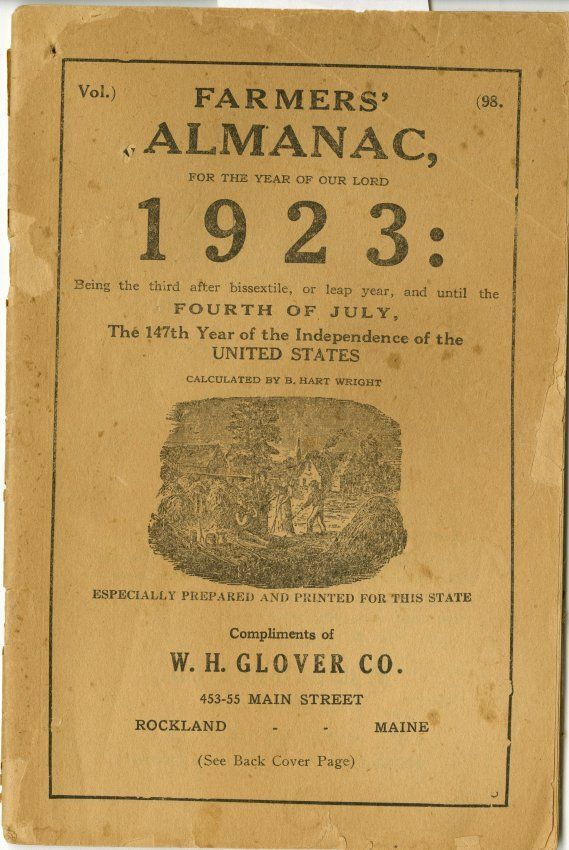 Vol.) (98.
FARMERS'
ALMANAC,
FOR THE YEAR OF OUR LORD
1923:
Being the third after bissextile, or leap year, and until the
FOURTH OF JULY,
The 147th Year of the Independence of the
UNITED STATES
CALCULATED BY B. HART WRIGHT
ESPECIALLY PREPARED AND PRINTED FOR THIS STATE
Compliments of
W. H. GLOVER CO.
453-55 MAIN STREET
ROCKLAND - - MAINE
(See Back Cover Page)